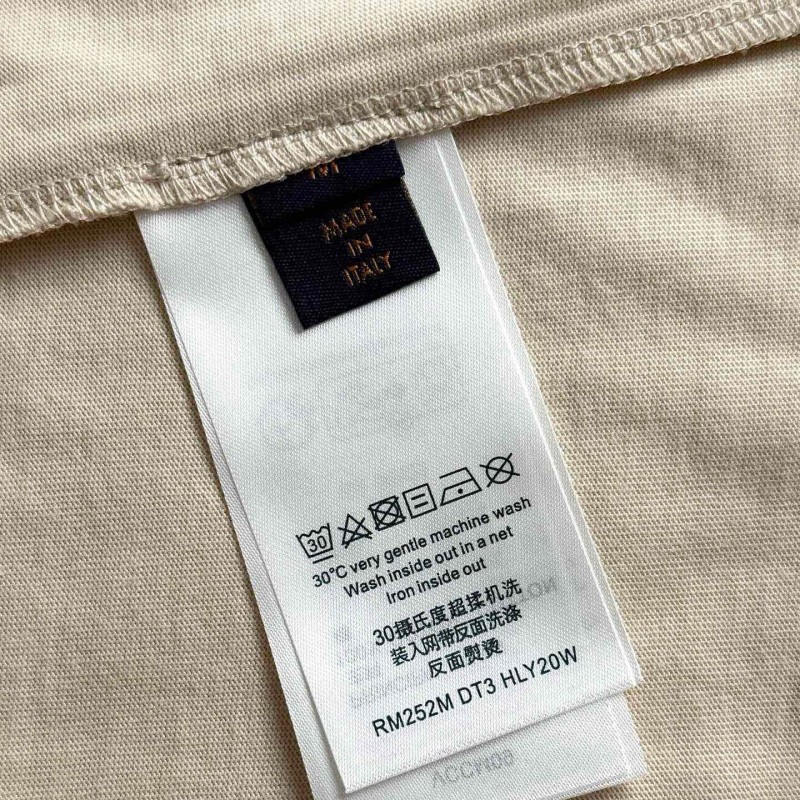 M
MADE
IN
ITALY
30
30°C very gentle machine wash
Wash inside out in a net
Iron inside out
30摄氏度超揉机洗
装入网带反面洗涤
反面熨烫
RM252M DT3 HLY20W